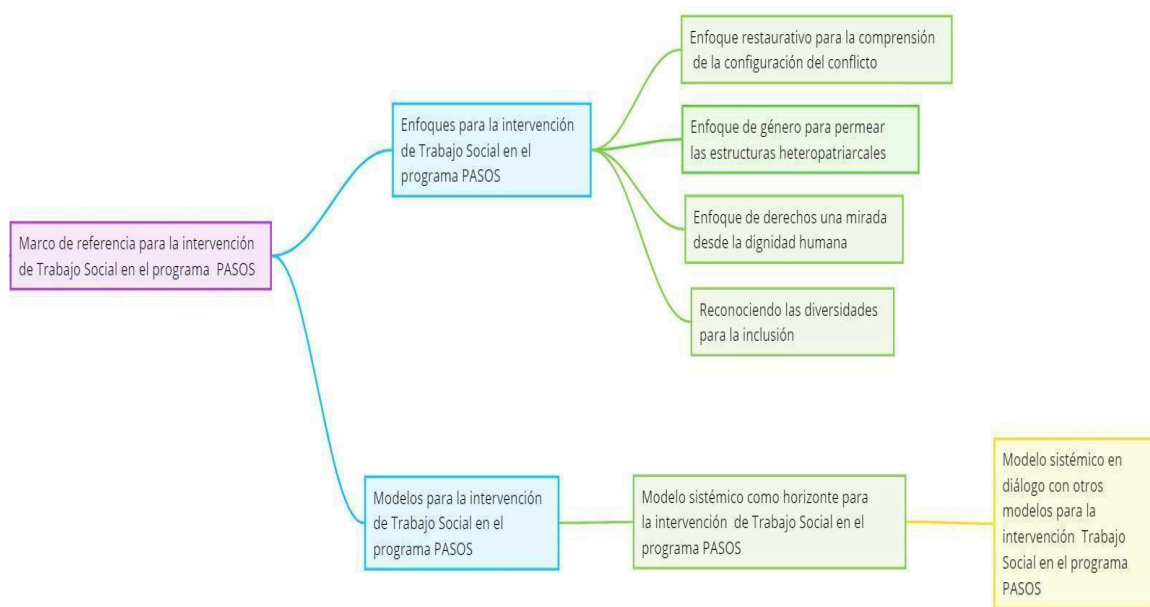 Enfoque restaurativo para la comprensión
de la configuración del conflicto
Enfoques para la intervención
de Trabajo Social en el
programa PASOS
Enfoque de género para permear
las estructuras heteropatriarcales
Enfoque de derechos una mirada
desde la dignidad humana
Marco de referencia para la intervención
de Trabajo Social en el programa PASOS
Reconociendo las diversidades
para la inclusión
Modelos para la intervención
de Trabajo Social en el
programa PASOS
Modelo sistémico como horizonte para
la intervención de Trabajo Social en el
programa PASOS
Modelo sistémico en
diálogo con otros
modelos para la
intervención Trabajo
Social en el programa
PASOS